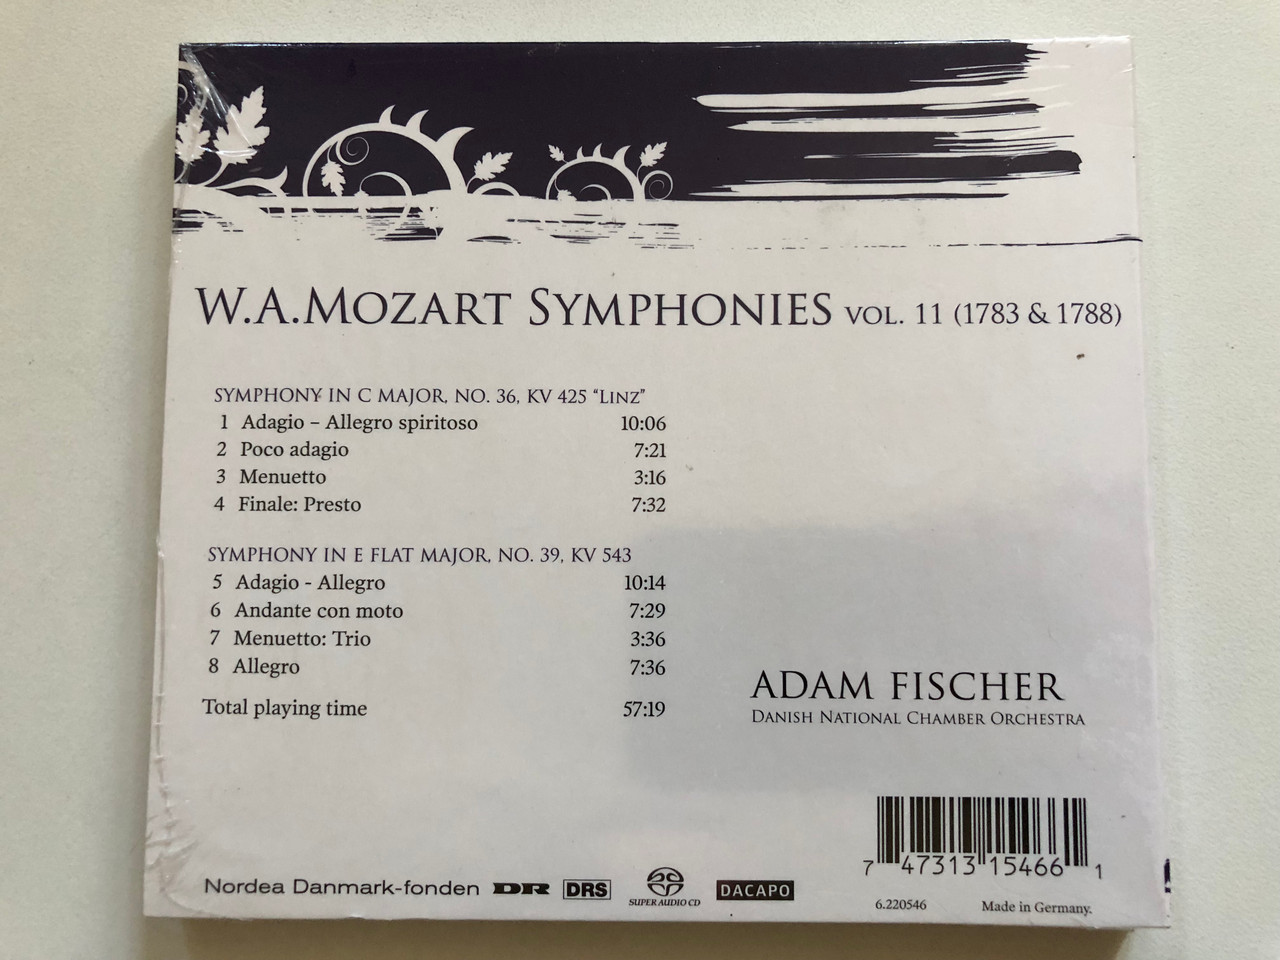 W.A.MOZART SYMPHONIES VOL. 11 (1783 & 1788)
SYMPHONY IN C MAJOR, NO. 36, KV 425 “LINZ”
1 Adagio – Allegro spiritoso 10:06
2 Poco adagio 7:21
3 Menuetto 3:16
4 Finale: Presto 7:32
SYMPHONY IN E FLAT MAJOR, NO. 39, KV 543
5 Adagio - Allegro 10:14
6 Andante con moto 7:29
7 Menuetto: Trio 3:36
8 Allegro 7:36
Total playing time 57:19
ADAM FISCHER
DANISH NATIONAL CHAMBER ORCHESTRA
7 47313 15466 1
Nordea Danmark-fonden DR DRS SUPER AUDIO CD DACAPO
6.220546 Made in Germany.